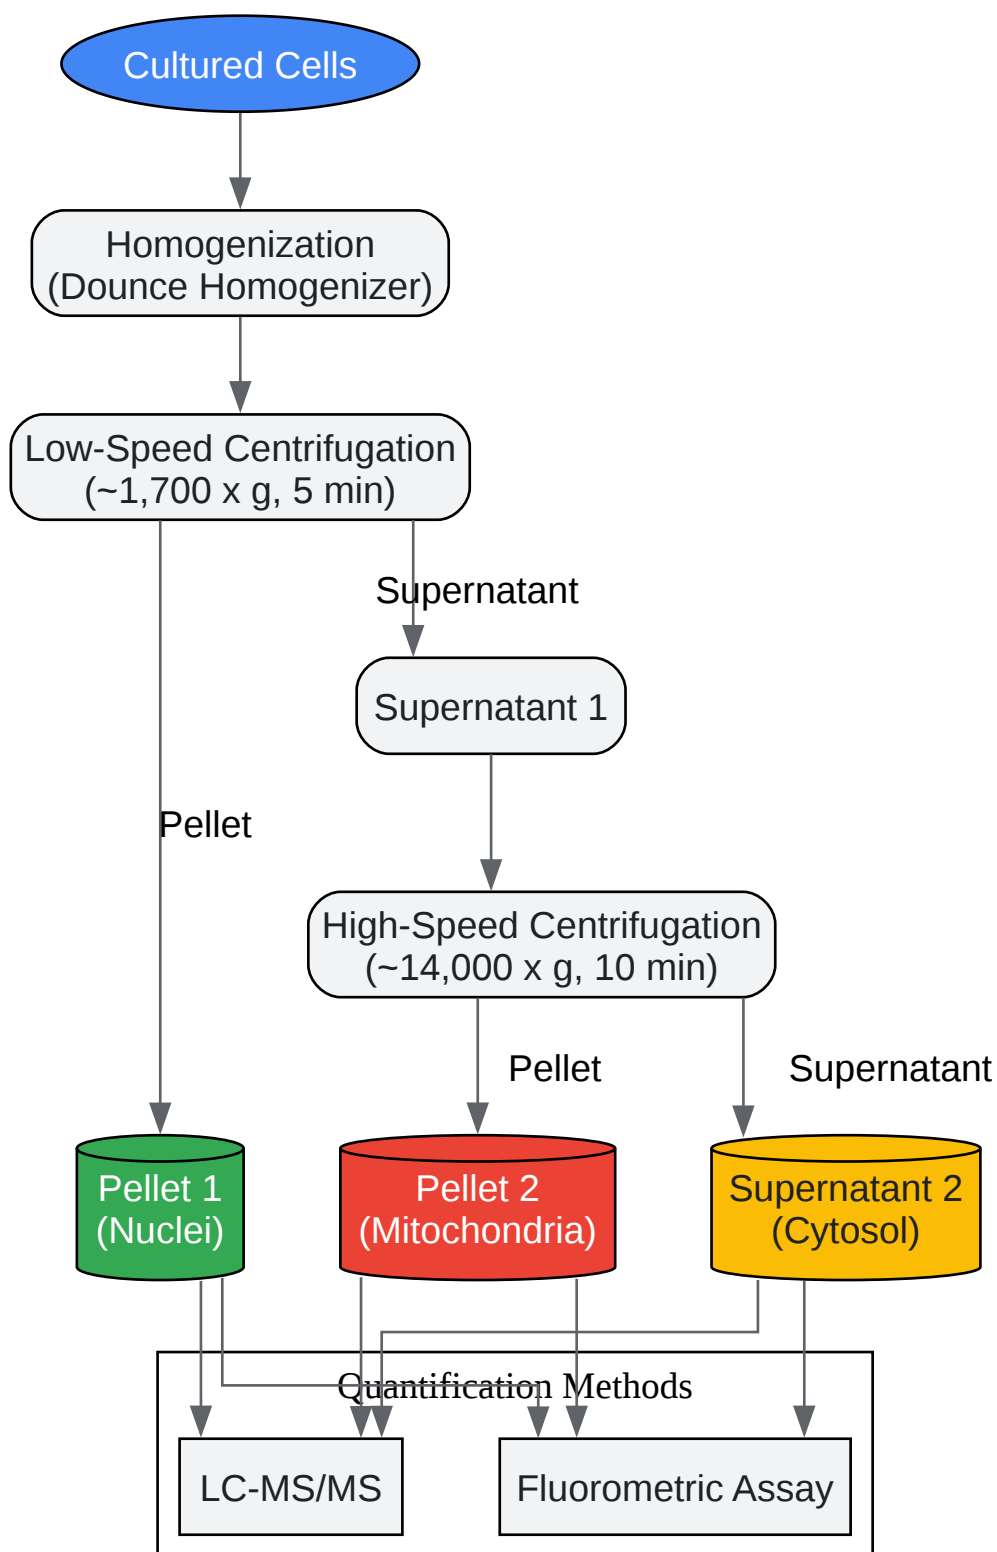 Cultured Cells
Homogenization
(Dounce Homogenizer)
Low-Speed Centrifugation
(~1,700 x g, 5 min)
Supernatant
Supernatant 1
Pellet
High-Speed Centrifugation
(~14,000 x g, 10 min)
Pellet
Supernatant
Pellet 1
(Nuclei)
Pellet 2
(Mitochondria)
Supernatant 2
(Cytosol)
Quantification Methods
LC-MS/MS
Fluorometric Assay